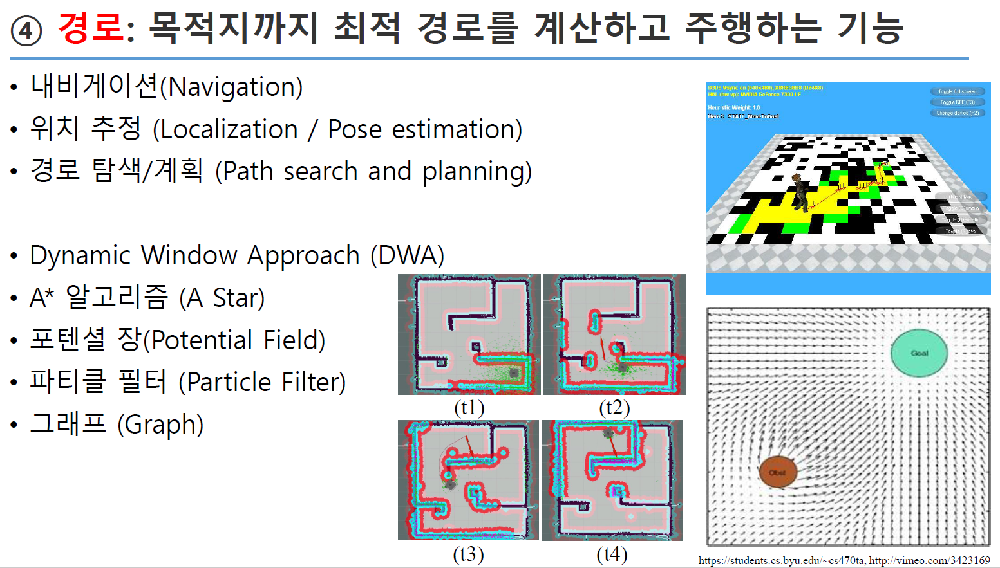 ④ 경로: 목적지까지 최적 경로를 계산하고 주행하는 기능
• 내비게이션(Navigation)
• 위치 추정 (Localization / Pose estimation)
• 경로 탐색/계획 (Path search and planning)
• Dynamic Window Approach (DWA)
• A* 알고리즘 (A Star)
• 포텐셜 장(Potential Field)
• 파티클 필터 (Particle Filter)
• 그래프 (Graph)
(t1)
(t2)
(t3)
(t4)
D3D9 Vsync on (640x480), X8R8G8B8 (D24X8)
HAL (hw vp): NVIDIA GeForce 7300 LE
Heuristic Weight: 1.0
Hero1: STATE_MoveToGoal
Toggle full screen
Toggle REF (F3)
Change device (F2)
Goal
Obst
https://students.cs.byu.edu/~cs470ta, http://vimeo.com/3423169